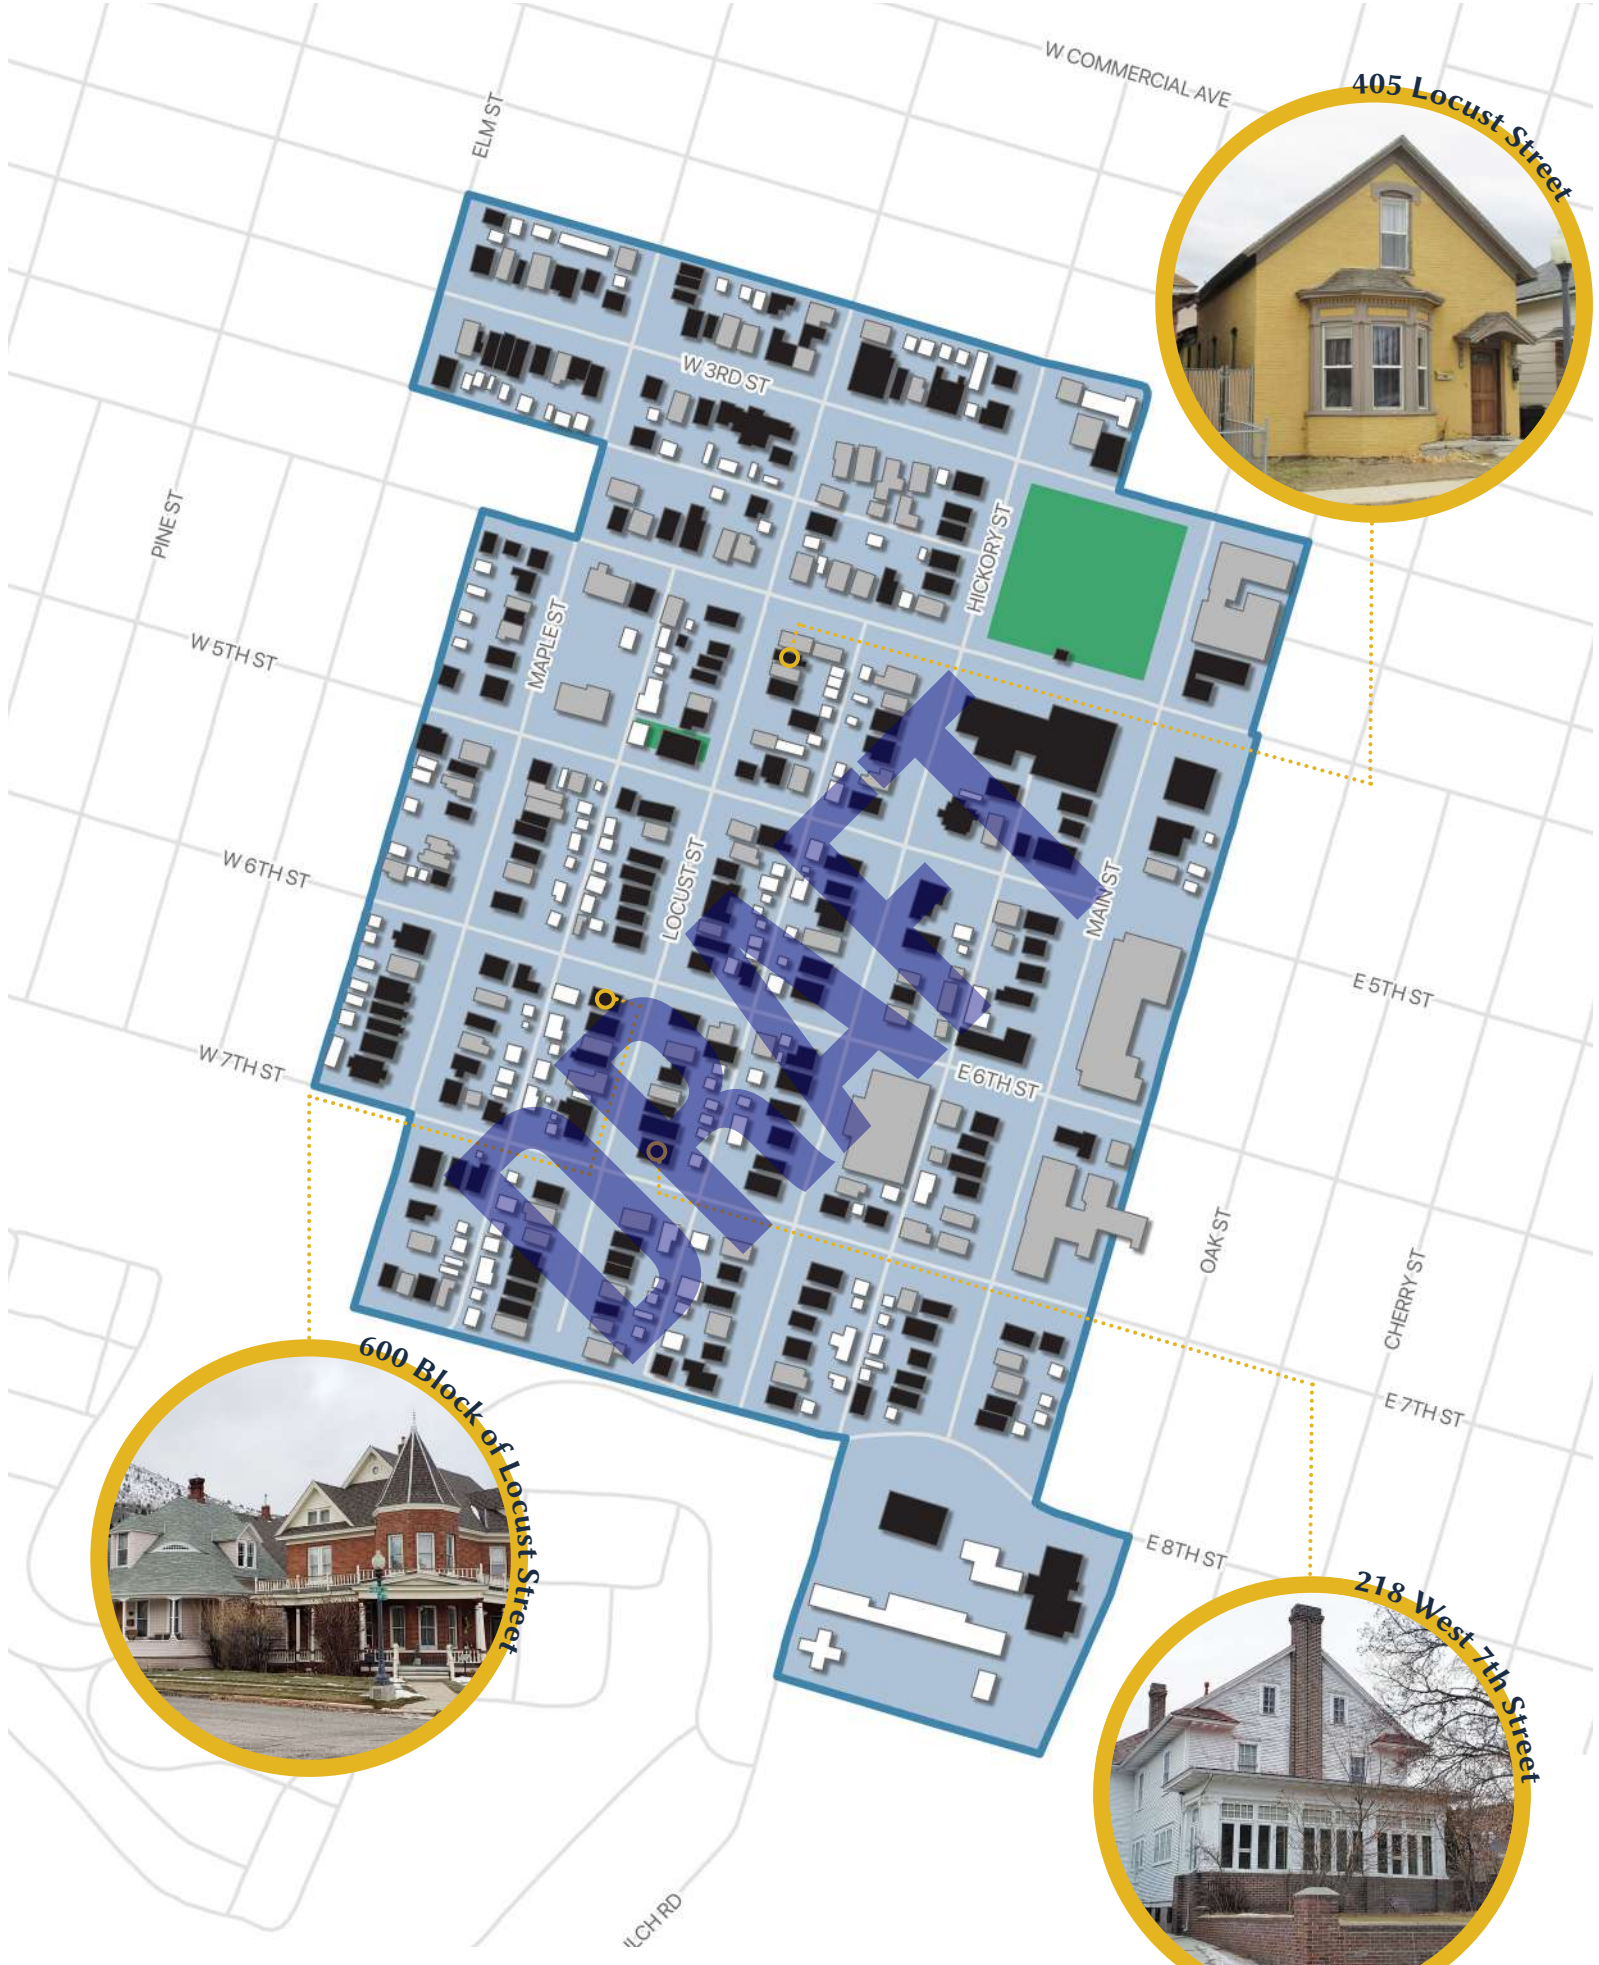 W COMMERCIAL AVE
405 Locust Street
ELM ST
W 3RD ST
PINE ST
HICKORY ST
MAPLE ST
W 5TH ST
W 6TH ST
LOCUST ST
MAIN ST
E 5TH ST
W 7TH ST
E 6TH ST
DRAFT
OAK ST
CHERRY ST
600 Block of Locust Street
E 7TH ST
E 8TH ST
218 West 7th Street
RD